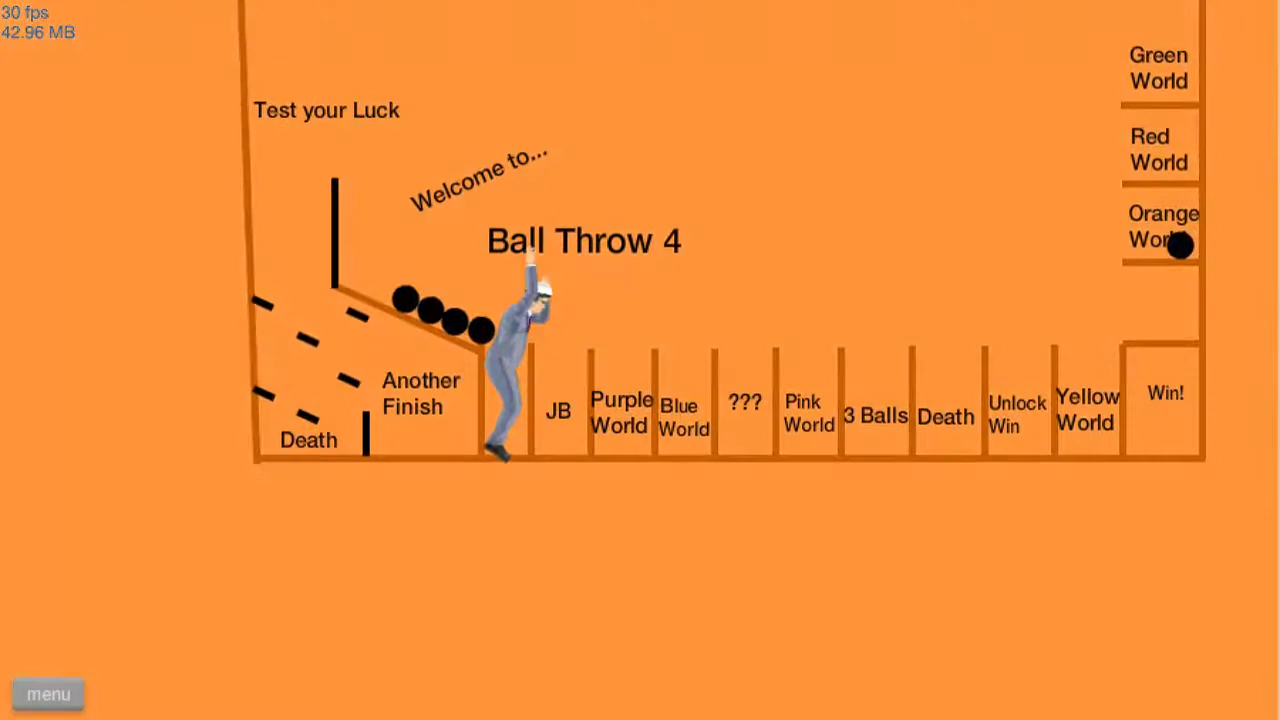 30 fps
42.96 MB
Green
World
Test your Luck
Red
World
Welcome to...
Orange
World
Ball Throw 4
Another
Finish
JB
Purple
World
Blue
World
???
Pink
World
3 Balls
Death
Unlock
Win
Yellow
World
Win!
Death
menu